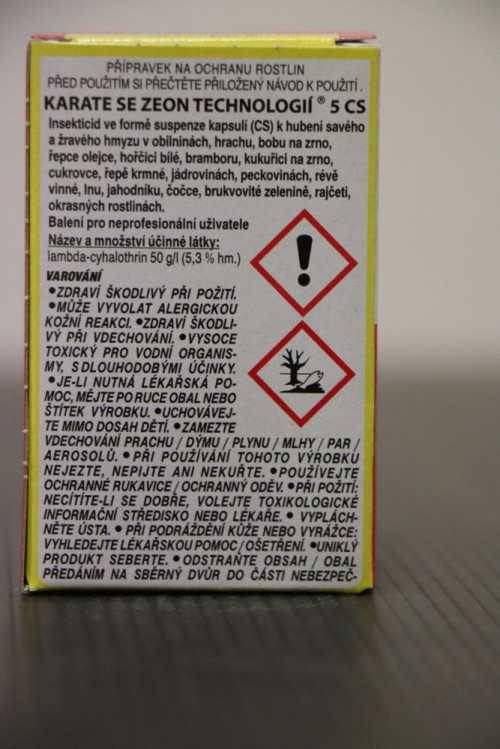 PŘÍPRAVEK NA OCHRANU ROSTLIN
PŘED POUŽITÍM SI PŘEČTĚTE PŘILOŽENÝ NÁVOD K POUŽITÍ.
KARATE SE ZEON TECHNOLOGIÍ ® 5 CS
Insekticid ve formě suspenze kapsulí (CS) k hubení savého
a žravého hmyzu v obilninách, hrachu, bobu na zrno,
řepce olejce, hořčici bílé, bramboru, kukuřici na zrno,
cukrovce, řepě krmné, jádrovinách, peckovinách, révě
vinné, lnu, jahodníku, čočce, brukvovité zelenině, rajčeti,
okrasných rostlinách.
Balení pro neprofesionální uživatele
Název a množství účinné látky:
lambda-cyhalothrin 50 g/l (5,3 % hm.)
VAROVÁNÍ
•ZDRAVÍ ŠKODLIVÝ PŘI POŽITÍ.
•MŮŽE VYVOLAT ALERGICKOU
KOŽNÍ REAKCI. •ZDRAVÍ ŠKODLI-
VÝ PŘI VDECHOVÁNÍ. •VYSOCE
TOXICKÝ PRO VODNÍ ORGANIS-
MY, S DLOUHODOBÝMI ÚČINKY.
•JE-LI NUTNÁ LÉKAŘSKÁ PO-
MOC, MĚJTE PO RUCE OBAL NEBO
ŠTÍTEK VÝROBKU. •UCHOVÁVEJ-
TE MIMO DOSAH DĚTÍ. •ZAMEZTE
VDECHOVÁNÍ PRACHU / DÝMU / PLYNU / MLHY / PAR /
AEROSOLŮ. • PŘI POUŽÍVÁNÍ TOHOTO VÝROBKU
NEJEZTE, NEPIJTE ANI NEKUŘTE. •POUŽÍVEJTE
OCHRANNÉ RUKAVICE / OCHRANNÝ ODĚV. •PŘI POŽITÍ:
NECÍTÍTE-LI SE DOBŘE, VOLEJTE TOXIKOLOGICKÉ
INFORMAČNÍ STŘEDISKO NEBO LÉKAŘE. • VYPLÁCH-
NĚTE ÚSTA. • PŘI PODRÁŽDĚNÍ KŮŽE NEBO VYRÁŽCE:
VYHLEDEJTE LÉKAŘSKOU POMOC / OŠETŘENÍ. •UNIKLÝ
PRODUKT SEBERTE. •ODSTRAŇTE OBSAH / OBAL
PŘEDÁNÍM NA SBĚRNÝ DVŮR DO ČÁSTI NEBEZPEČ-